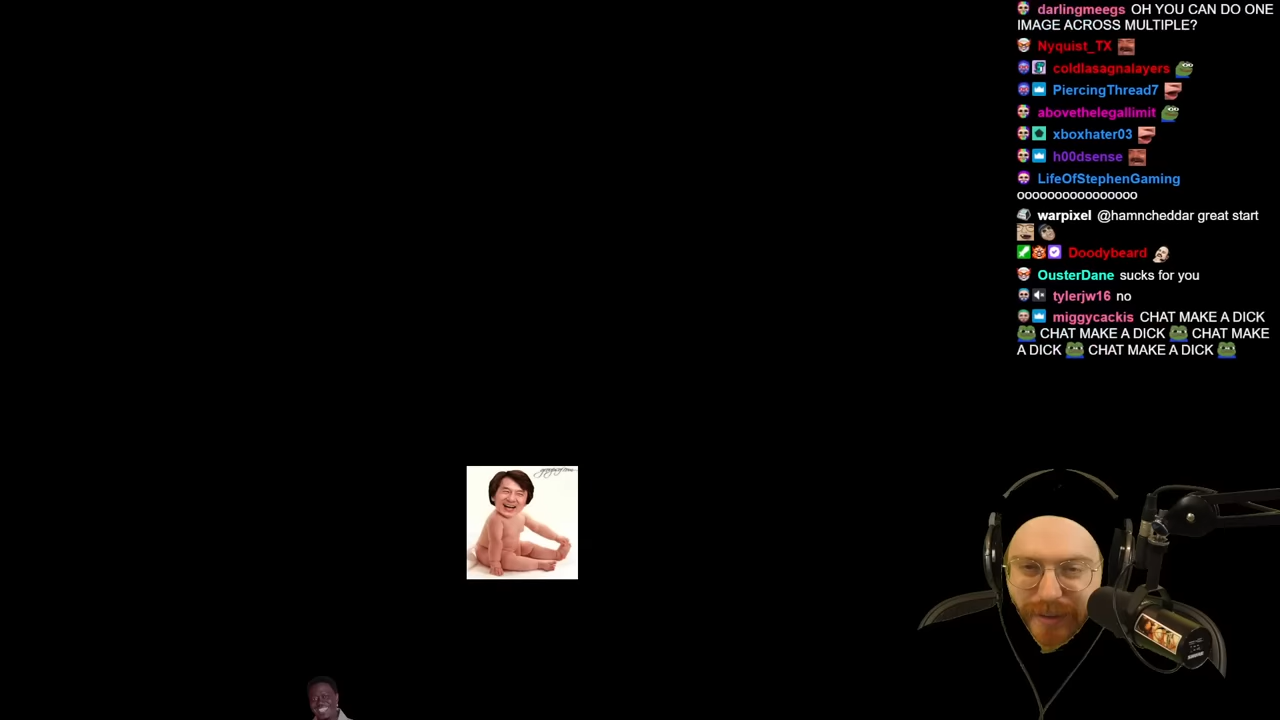 darlingmeegs OH YOU CAN DO ONE
IMAGE ACROSS MULTIPLE?
Nyquist_TX
coldlasagnalayers
PiercingThread7
abovethelegallimit
xboxhater03
h00dsense
LifeOfStephenGaming
oooooooooooooooo
warpixel @hamncheddar great start
Doodybeard
OusterDane sucks for you
tylerjw16 no
miggycackis CHAT MAKE A DICK
CHAT MAKE A DICK CHAT MAKE
A DICK CHAT MAKE A DICK